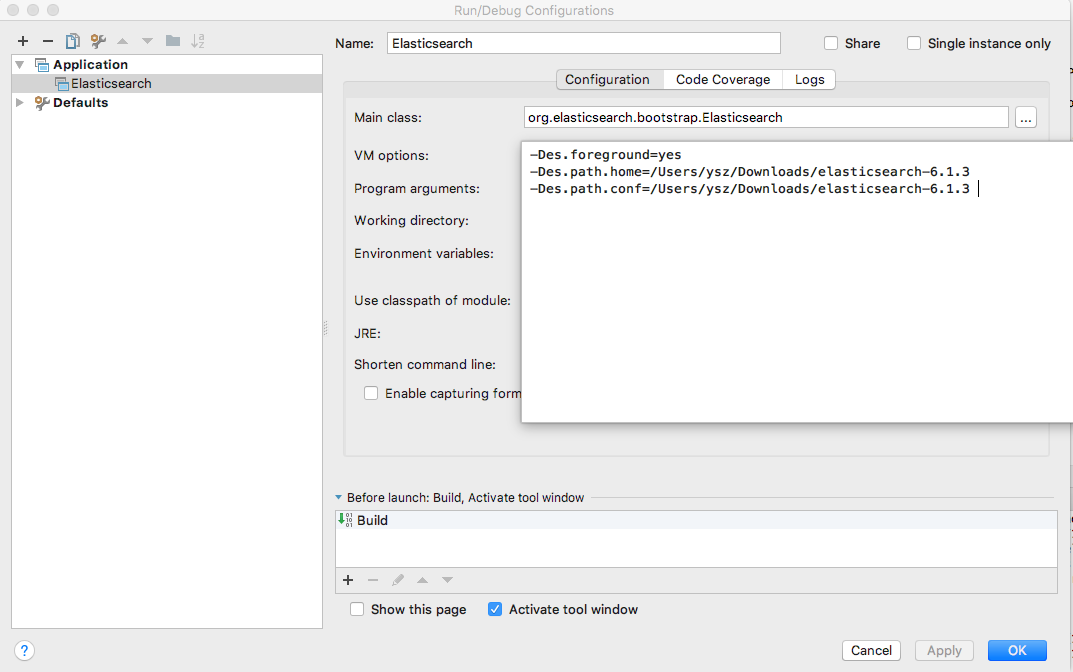 Run/Debug Configurations
Application
Elasticsearch
Defaults
Name: Elasticsearch Share Single instance only
Configuration Code Coverage Logs
Main class: org.elasticsearch.bootstrap.Elasticsearch ...
VM options:
-Des.foreground=yes
-Des.path.home=/Users/ysz/Downloads/elasticsearch-6.1.3
-Des.path.conf=/Users/ysz/Downloads/elasticsearch-6.1.3
Program arguments:
Working directory:
Environment variables:
Use classpath of module:
JRE:
Shorten command line:
Enable capturing form
Before launch: Build, Activate tool window
Build
Show this page Activate tool window
? Cancel Apply OK